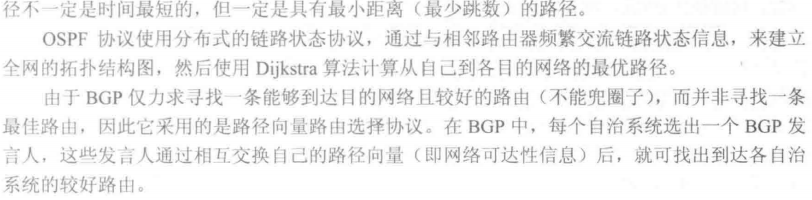 径不一定是时间最短的，但一定是具有最小距离（最少跳数）的路径。
OSPF 协议使用分布式的链路状态协议，通过与相邻路由器频繁交流链路状态信息，来建立
全网的拓扑结构图，然后使用 Dijkstra 算法计算从自己到各目的网络的最优路径。
由于 BGP 仅力求寻找一条能够到达目的网络且较好的路由（不能兜圈子），而并非寻找一条
最佳路由，因此它采用的是路径向量路由选择协议。在 BGP 中，每个自治系统选出一个 BGP 发
言人，这些发言人通过相互交换自己的路径向量（即网络可达性信息）后，就可找出到达各自治
系统的较好路由。